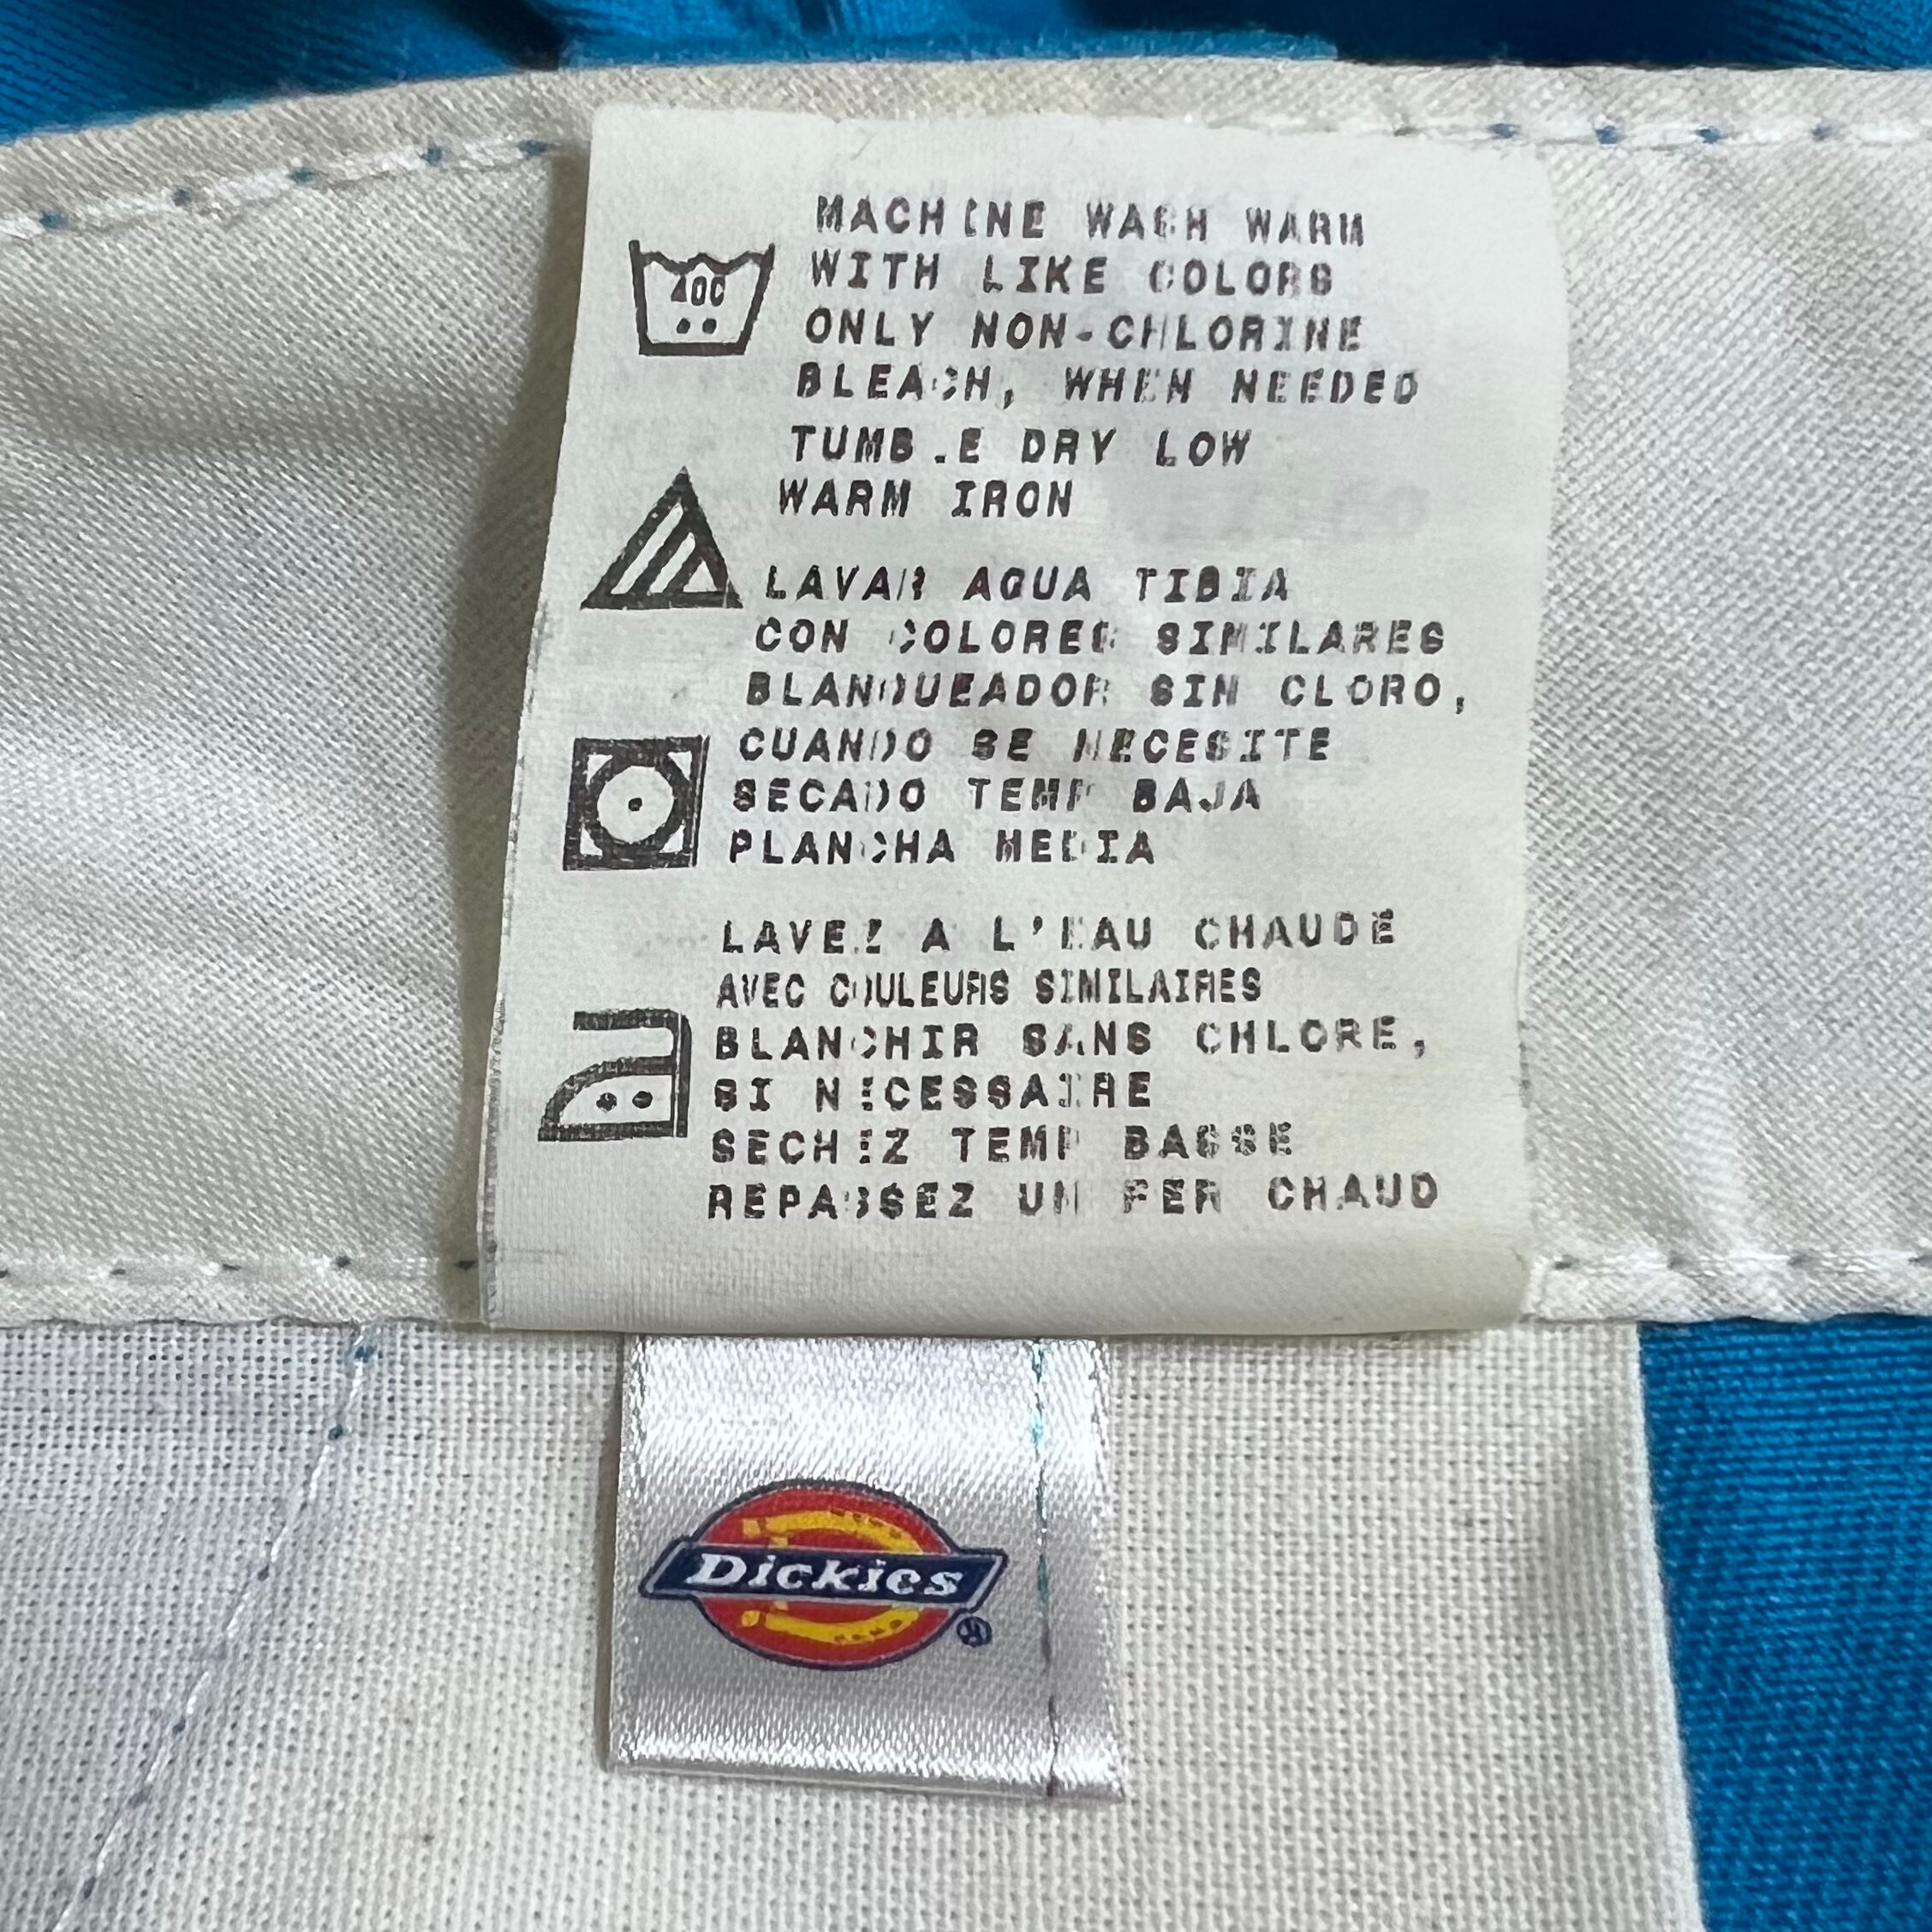 MACHINE WASH WARM
40C
WITH LIKE COLORS
ONLY NON-CHLORINE
BLEACH, WHEN NEEDED
TUMBLE DRY LOW
WARM IRON
LAVAR AGUA TIBIA
CON COLORES SIMILARES
BLANQUEADOR SIN CLORO,
CUANDO SE NECESITE
SECADO TEMP BAJA
PLANCHA MEDIA
LAVEZ A L'EAU CHAUDE
AVEC COULEURS SIMILAIRES
BLANCHIR SANS CHLORE,
SI NECESSAIRE
SECHEZ TEMP BASSE
REPASSEZ UN FER CHAUD
Dickies®